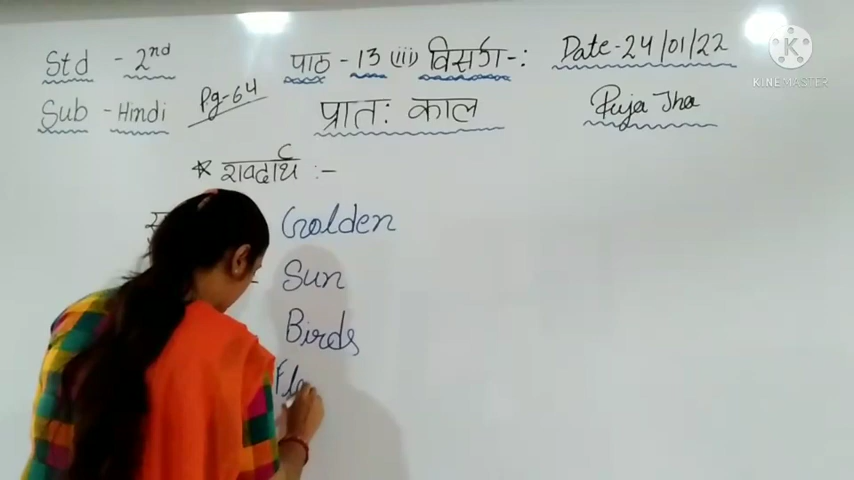 Std - 2nd पाठ - 13 (iii) विसर्ग -: Date - 24/01/22
Sub - Hindi Pg-64 प्रात: काल Puja Jha
* शब्दार्थ :-
Golden
Sun
Birds
Flo
KINEMASTER